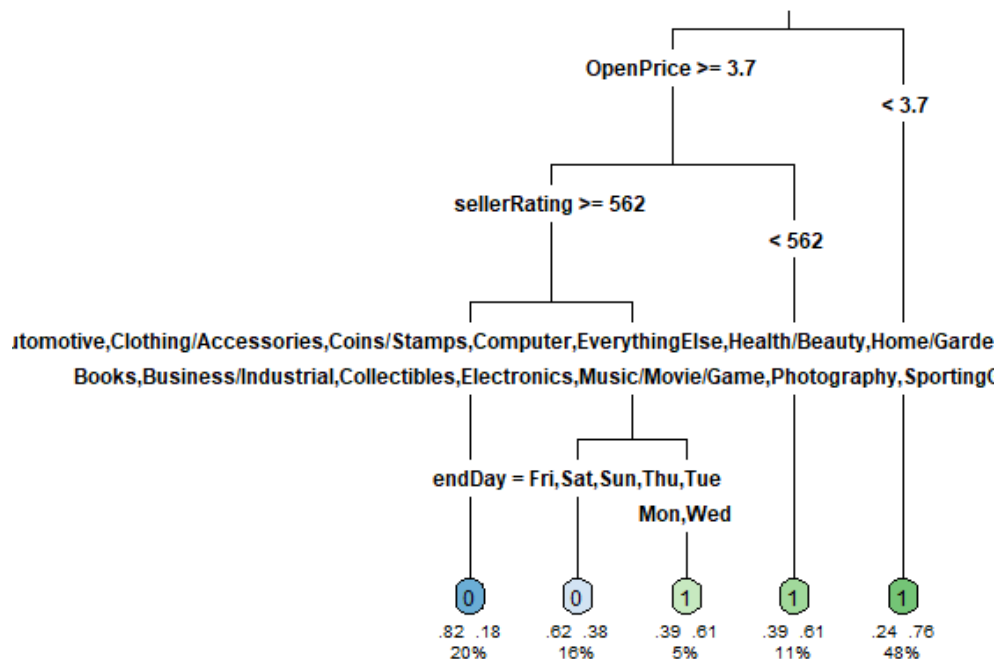 OpenPrice >= 3.7
< 3.7
sellerRating >= 562
< 562
utomotive,Clothing/Accessories,Coins/Stamps,Computer,EverythingElse,Health/Beauty,Home/Garde
Books,Business/Industrial,Collectibles,Electronics,Music/Movie/Game,Photography,Sporting
endDay = Fri,Sat,Sun,Thu,Tue
Mon,Wed
0 0 1 1 1
.82 .18 .62 .38 .39 .61 .39 .61 .24 .76
20% 16% 5% 11% 48%